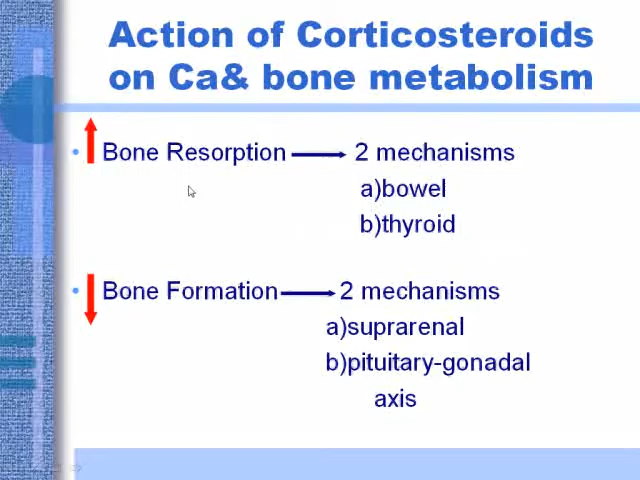 Action of Corticosteroids
on Ca& bone metabolism
• Bone Resorption 2 mechanisms
a)bowel
b)thyroid
• Bone Formation 2 mechanisms
a)suprarenal
b)pituitary-gonadal
axis